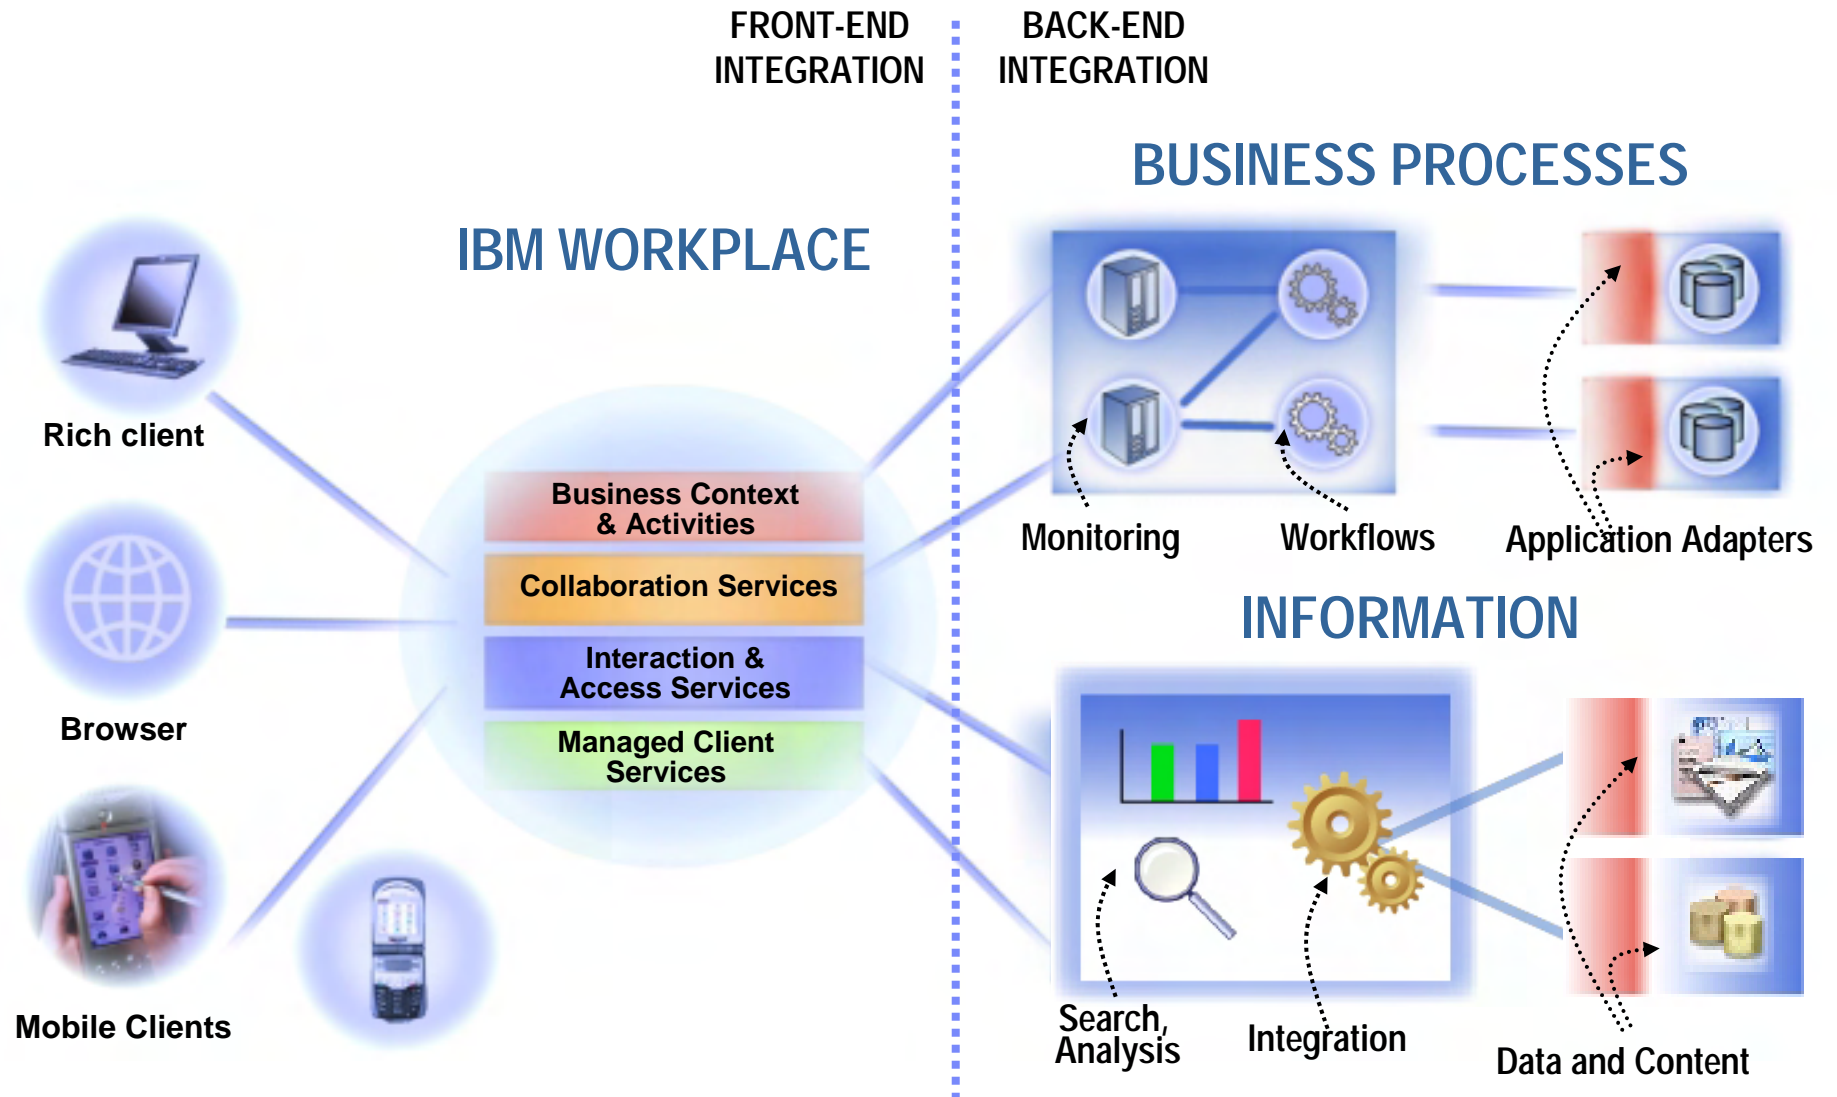 FRONT-END
INTEGRATION
BACK-END
INTEGRATION
BUSINESS PROCESSES
IBM WORKPLACE
Rich client
Business Context
& Activities
Collaboration Services
Interaction &
Access Services
Managed Client
Services
Browser
Mobile Clients
Monitoring
Workflows
Application Adapters
INFORMATION
Search,
Analysis
Integration
Data and Content